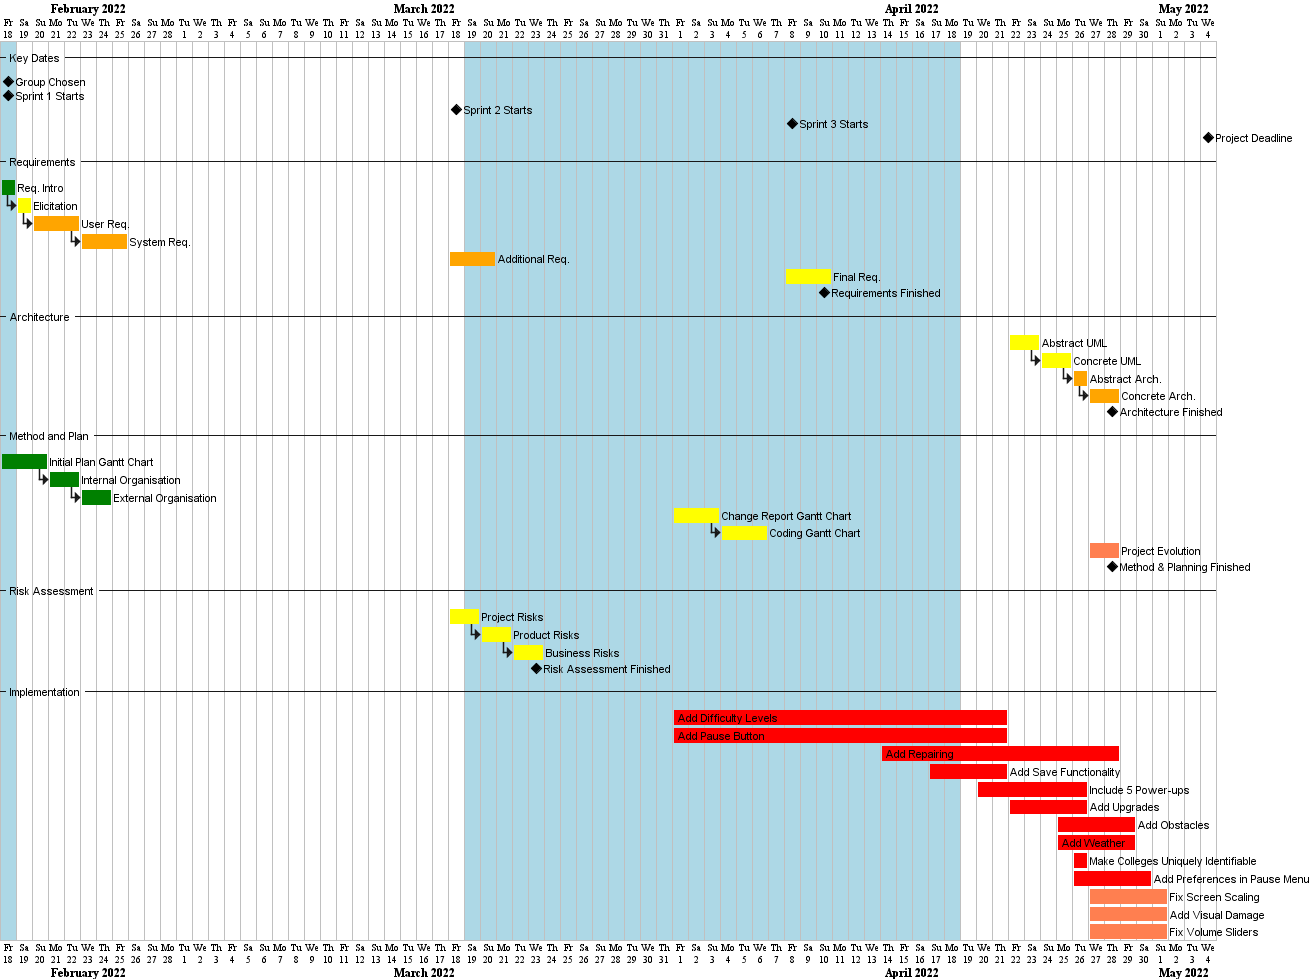 February 2022 March 2022 April 2022 May 2022
Fr Sa Su Mo Tu We Th Fr Sa Su Mo Tu We Th Fr Sa Su Mo Tu We Th Fr Sa Su Mo Tu We Th Fr Sa Su Mo Tu We Th Fr Sa Su Mo Tu We Th Fr Sa Su Mo Tu We Th Fr Sa Su Mo Tu We Th Fr Sa Su Mo Tu We Th Fr Sa Su Mo Tu We Th Fr Sa Su Mo Tu We
18 19 20 21 22 23 24 25 26 27 28 1 2 3 4 5 6 7 8 9 10 11 12 13 14 15 16 17 18 19 20 21 22 23 24 25 26 27 28 29 30 31 1 2 3 4 5 6 7 8 9 10 11 12 13 14 15 16 17 18 19 20 21 22 23 24 25 26 27 28 29 30 1 2 3 4
Key Dates
Group Chosen
Sprint 1 Starts
Sprint 2 Starts
Sprint 3 Starts
Project Deadline
Requirements
Req. Intro
Elicitation
User Req.
System Req.
Additional Req.
Final Req.
Requirements Finished
Architecture
Abstract UML
Concrete UML
Abstract Arch.
Concrete Arch.
Architecture Finished
Method and Plan
Initial Plan Gantt Chart
Internal Organisation
External Organisation
Change Report Gantt Chart
Coding Gantt Chart
Project Evolution
Method & Planning Finished
Risk Assessment
Project Risks
Product Risks
Business Risks
Risk Assessment Finished
Implementation
Add Difficulty Levels
Add Pause Button
Add Repairing
Add Save Functionality
Include 5 Power-ups
Add Upgrades
Add Obstacles
Add Weather
Make Colleges Uniquely Identifiable
Add Preferences in Pause Menu
Fix Screen Scaling
Add Visual Damage
Fix Volume Sliders
Fr Sa Su Mo Tu We Th Fr Sa Su Mo Tu We Th Fr Sa Su Mo Tu We Th Fr Sa Su Mo Tu We Th Fr Sa Su Mo Tu We Th Fr Sa Su Mo Tu We Th Fr Sa Su Mo Tu We Th Fr Sa Su Mo Tu We Th Fr Sa Su Mo Tu We Th Fr Sa Su Mo Tu We Th Fr Sa Su Mo Tu We
18 19 20 21 22 23 24 25 26 27 28 1 2 3 4 5 6 7 8 9 10 11 12 13 14 15 16 17 18 19 20 21 22 23 24 25 26 27 28 29 30 31 1 2 3 4 5 6 7 8 9 10 11 12 13 14 15 16 17 18 19 20 21 22 23 24 25 26 27 28 29 30 1 2 3 4
February 2022 March 2022 April 2022 May 2022